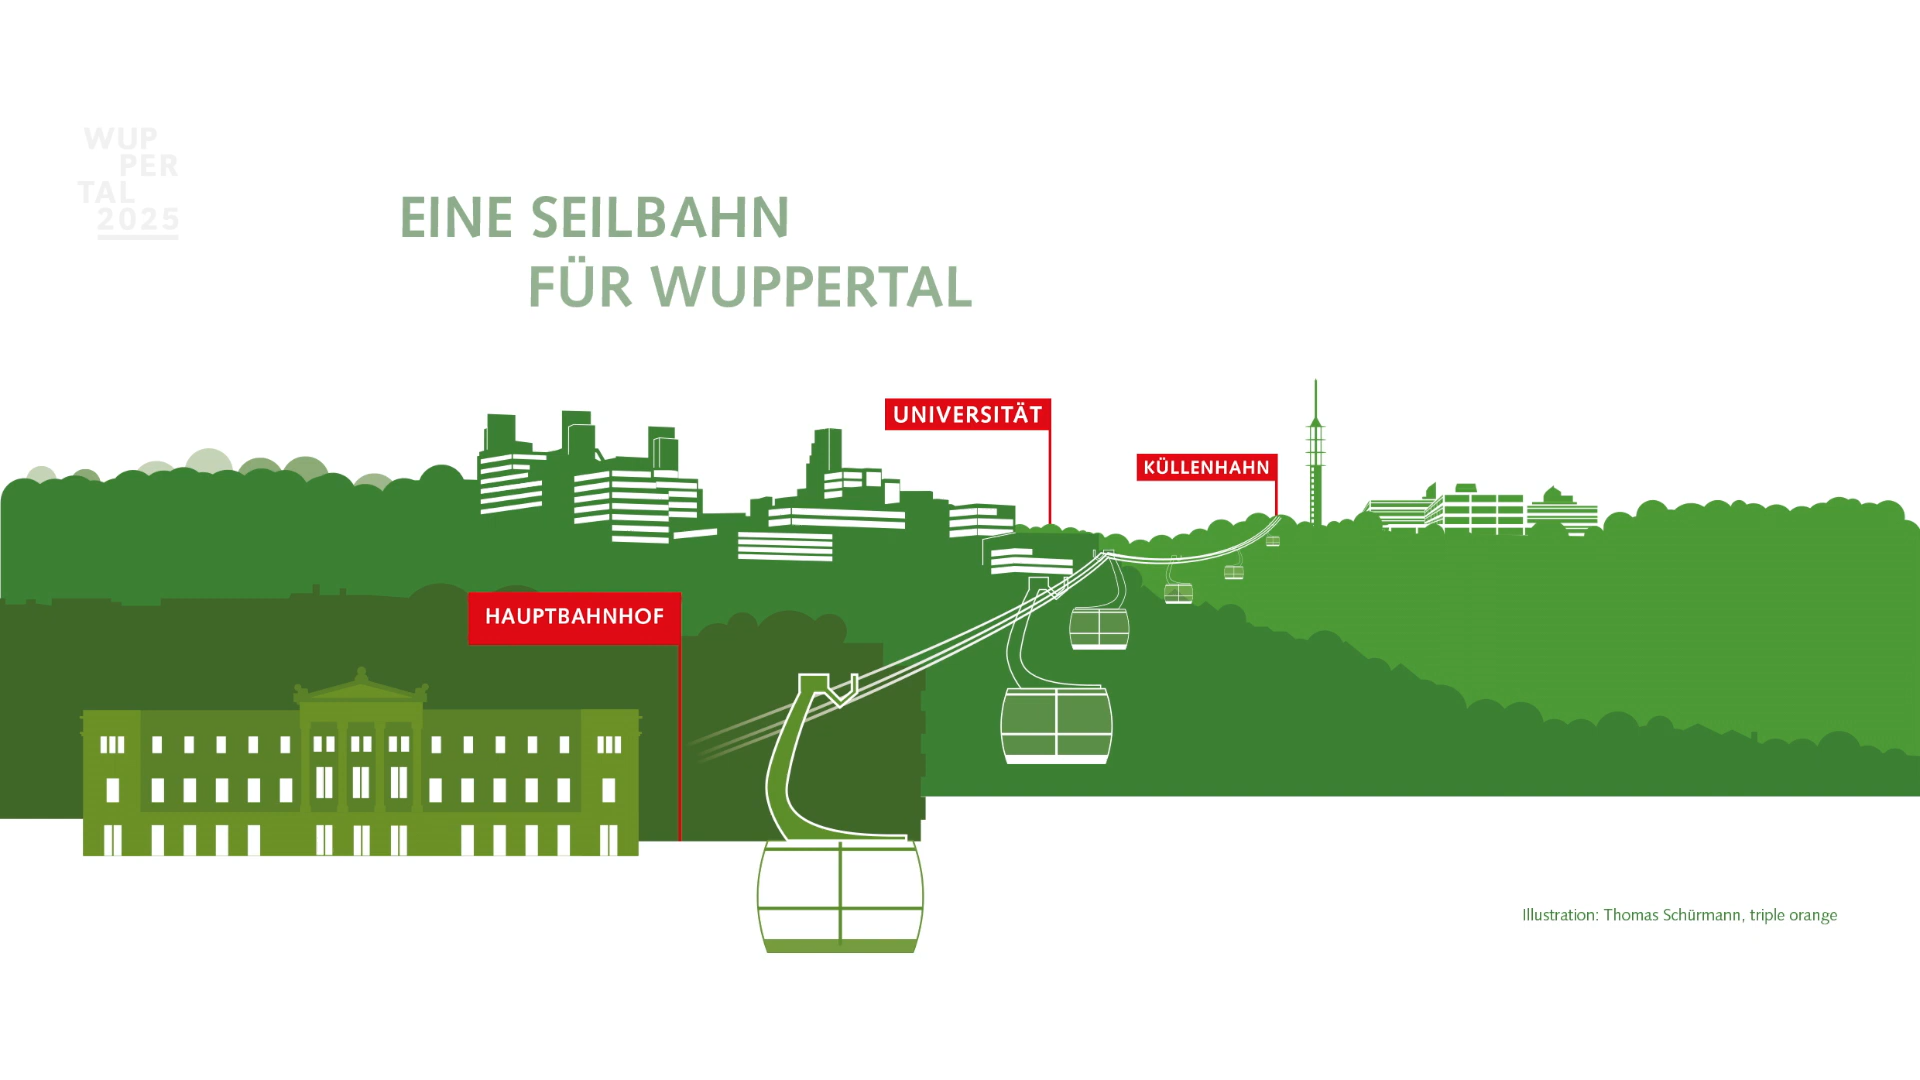 WUP
PER
TAL
2025
EINE SEILBAHN
FÜR WUPPERTAL
UNIVERSITÄT
KÜLLENHAHN
HAUPTBAHNHOF
Illustration: Thomas Schürmann, triple orange